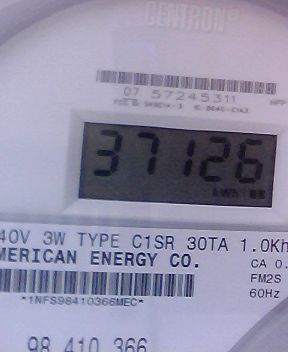 CENTRON®
07 57245311
37126
kWh
40V 3W TYPE C1SR 30TA 1.0Kh
MERICAN ENERGY CO.
CA 0.
FM2S
60Hz
*1NFS98410366MEC*
98 410 366